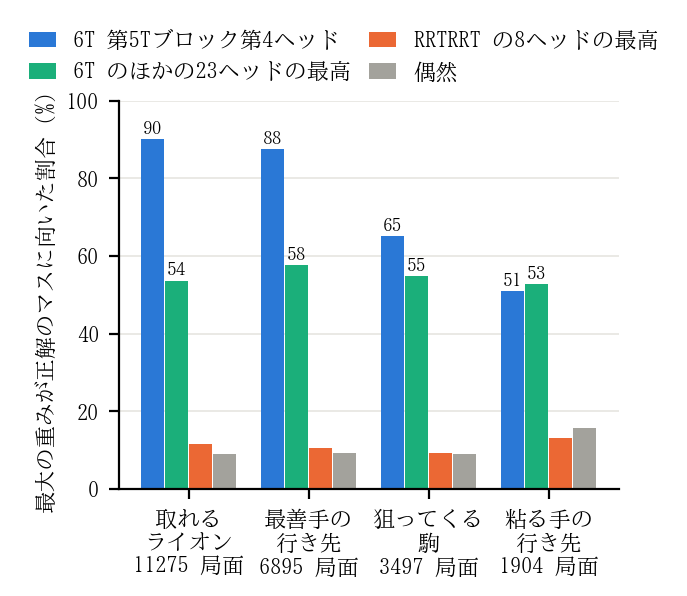 6T 第5Tブロック第4ヘッド
RRTRRT の8ヘッドの最高
6T のほかの23ヘッドの最高
偶然
最大の重みが正解のマスに向いた割合 (%)
100
80
60
40
20
0
90
54
88
58
65
55
51
53
取れる
ライオン
11275 局面
最善手の
行き先
6895 局面
狙ってくる
駒
3497 局面
粘る手の
行き先
1904 局面